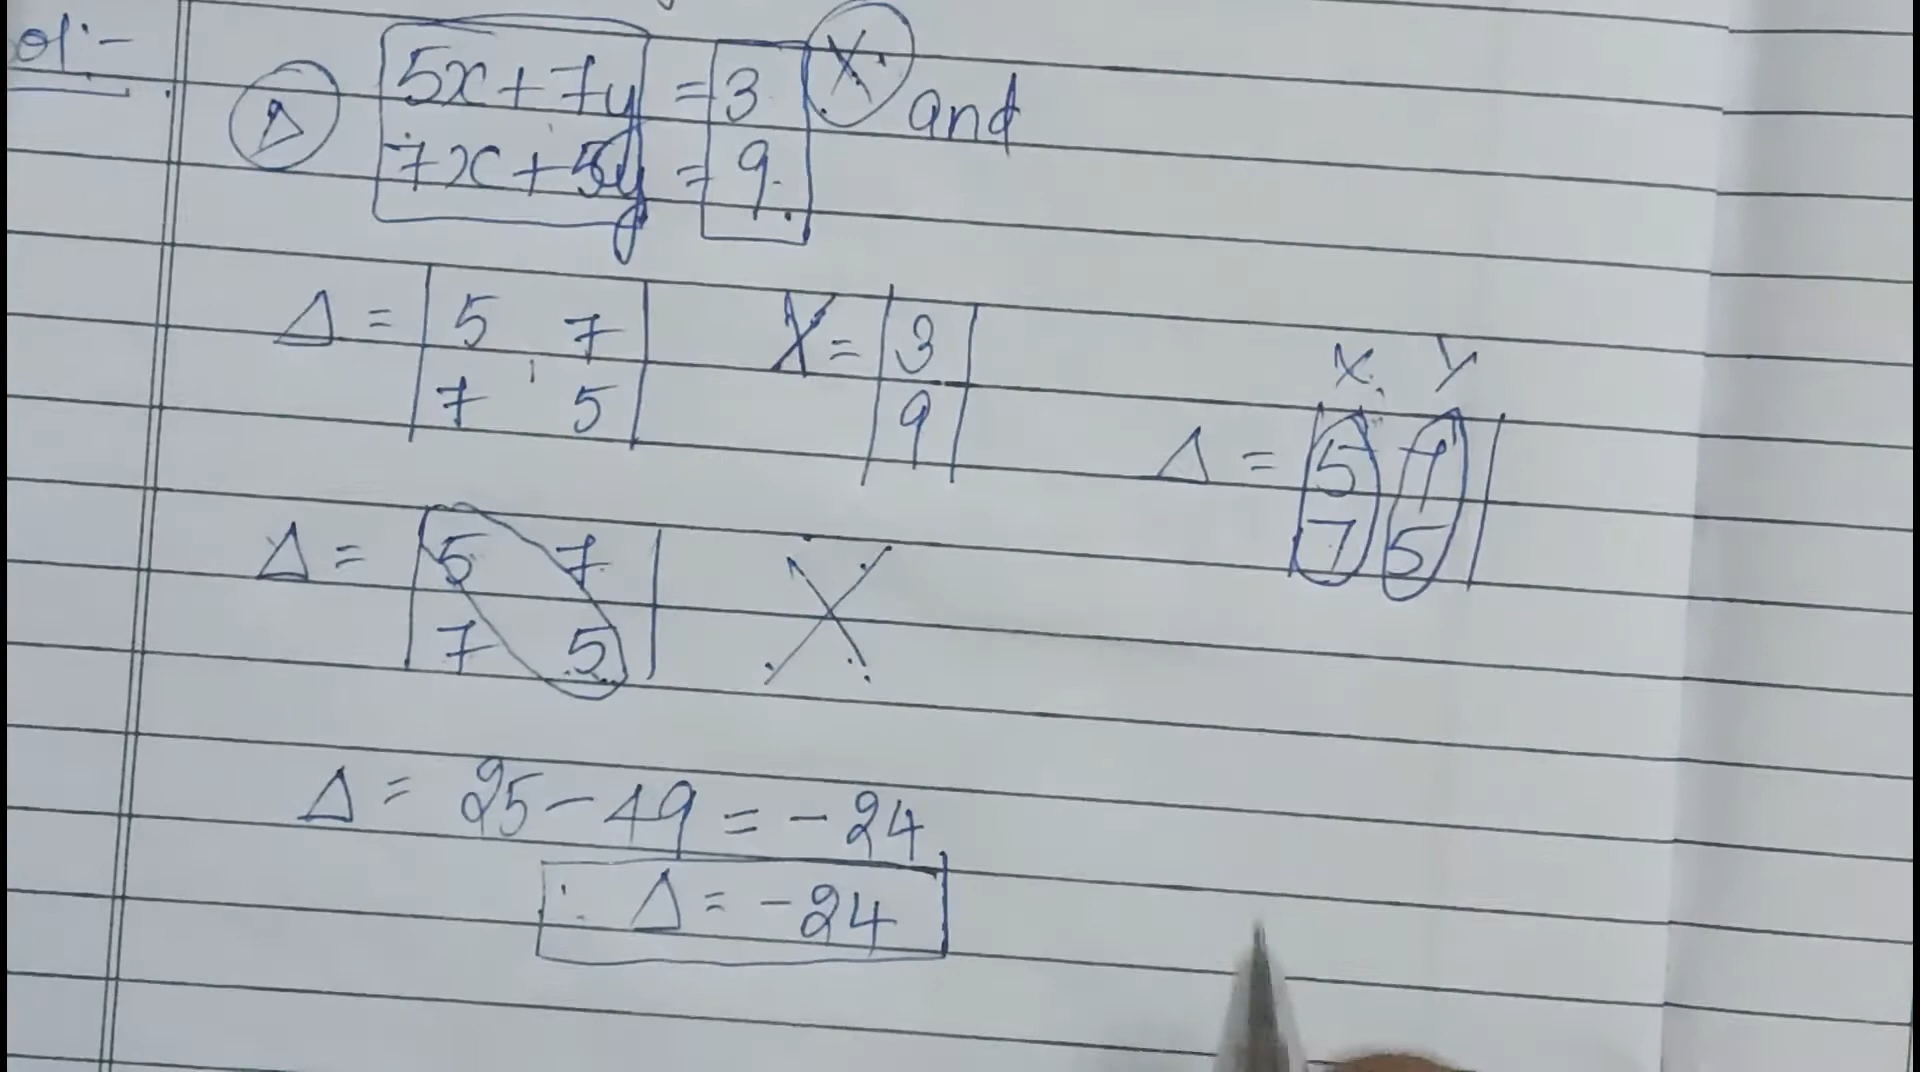 ol:-
Δ 5x+7y = 3 X and
7x+5y = 9.
Δ = | 5 7 | X = | 3 |
| 7 5 | | 9 |
X Y
Δ = | 5 7 |
| 7 5 |
Δ = | 5 7 |
| 7 5 |
Δ = 25-49 = -24
∴ Δ = -24